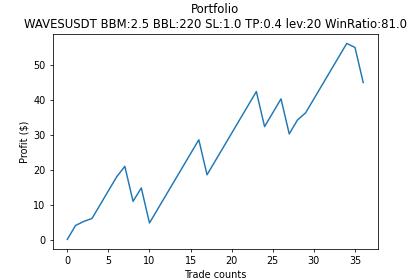 Portfolio
WAVESUSDT BBM:2.5 BBL:220 SL:1.0 TP:0.4 lev:20 WinRatio:81.0
Profit ($)
50
40
30
20
10
0
0 5 10 15 20 25 30 35
Trade counts